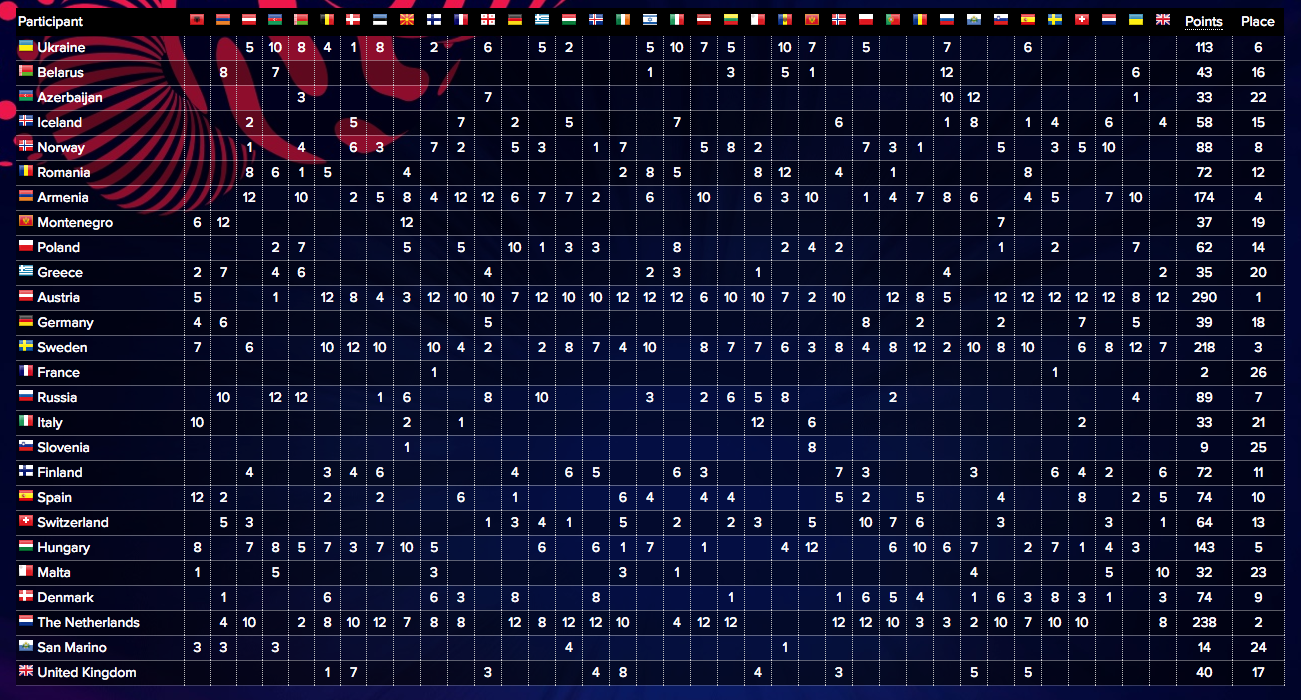 Participant Points Place
Ukraine 5 10 8 4 1 8 2 6 5 2 5 10 7 5 10 7 5 7 6 113 6
Belarus 8 7 1 3 5 1 12 6 43 16
Azerbaijan 3 7 10 12 1 33 22
Iceland 2 5 7 2 5 7 6 1 8 1 4 6 4 58 15
Norway 1 4 6 3 7 2 5 3 1 7 5 8 2 7 3 1 5 3 5 10 88 8
Romania 8 6 1 5 4 2 8 5 8 12 4 1 8 72 12
Armenia 12 10 2 5 8 4 12 12 6 7 7 2 6 10 6 3 10 1 4 7 8 6 4 5 7 10 174 4
Montenegro 6 12 12 7 37 19
Poland 2 7 5 5 10 1 3 3 8 2 4 2 1 2 7 62 14
Greece 2 7 4 6 4 2 3 1 4 2 35 20
Austria 5 1 12 8 4 3 12 10 10 7 12 10 10 12 12 12 6 10 10 7 2 10 12 8 5 12 12 12 12 12 8 12 290 1
Germany 4 6 5 8 2 2 7 5 39 18
Sweden 7 6 10 12 10 10 4 2 2 8 7 4 10 8 7 7 6 3 8 4 8 12 2 10 8 10 6 8 12 7 218 3
France 1 1 2 26
Russia 10 12 12 1 6 8 10 3 2 6 5 8 2 4 89 7
Italy 10 2 1 12 6 2 33 21
Slovenia 1 8 9 25
Finland 4 3 4 6 4 6 5 6 3 7 3 3 6 4 2 6 72 11
Spain 12 2 2 2 6 1 6 4 4 4 5 2 5 4 8 2 5 74 10
Switzerland 5 3 1 3 4 1 5 2 2 3 5 10 7 6 3 3 1 64 13
Hungary 8 7 8 5 7 3 7 10 5 6 6 1 7 1 4 12 6 10 6 7 2 7 1 4 3 143 5
Malta 1 5 3 3 1 4 5 10 32 23
Denmark 1 6 6 3 8 8 1 1 6 5 4 1 6 3 8 3 1 3 74 9
The Netherlands 4 10 2 8 10 12 7 8 8 12 8 12 12 10 4 12 12 12 12 10 3 3 2 10 7 10 10 8 238 2
San Marino 3 3 3 4 1 14 24
United Kingdom 1 7 3 4 8 4 3 5 5 40 17